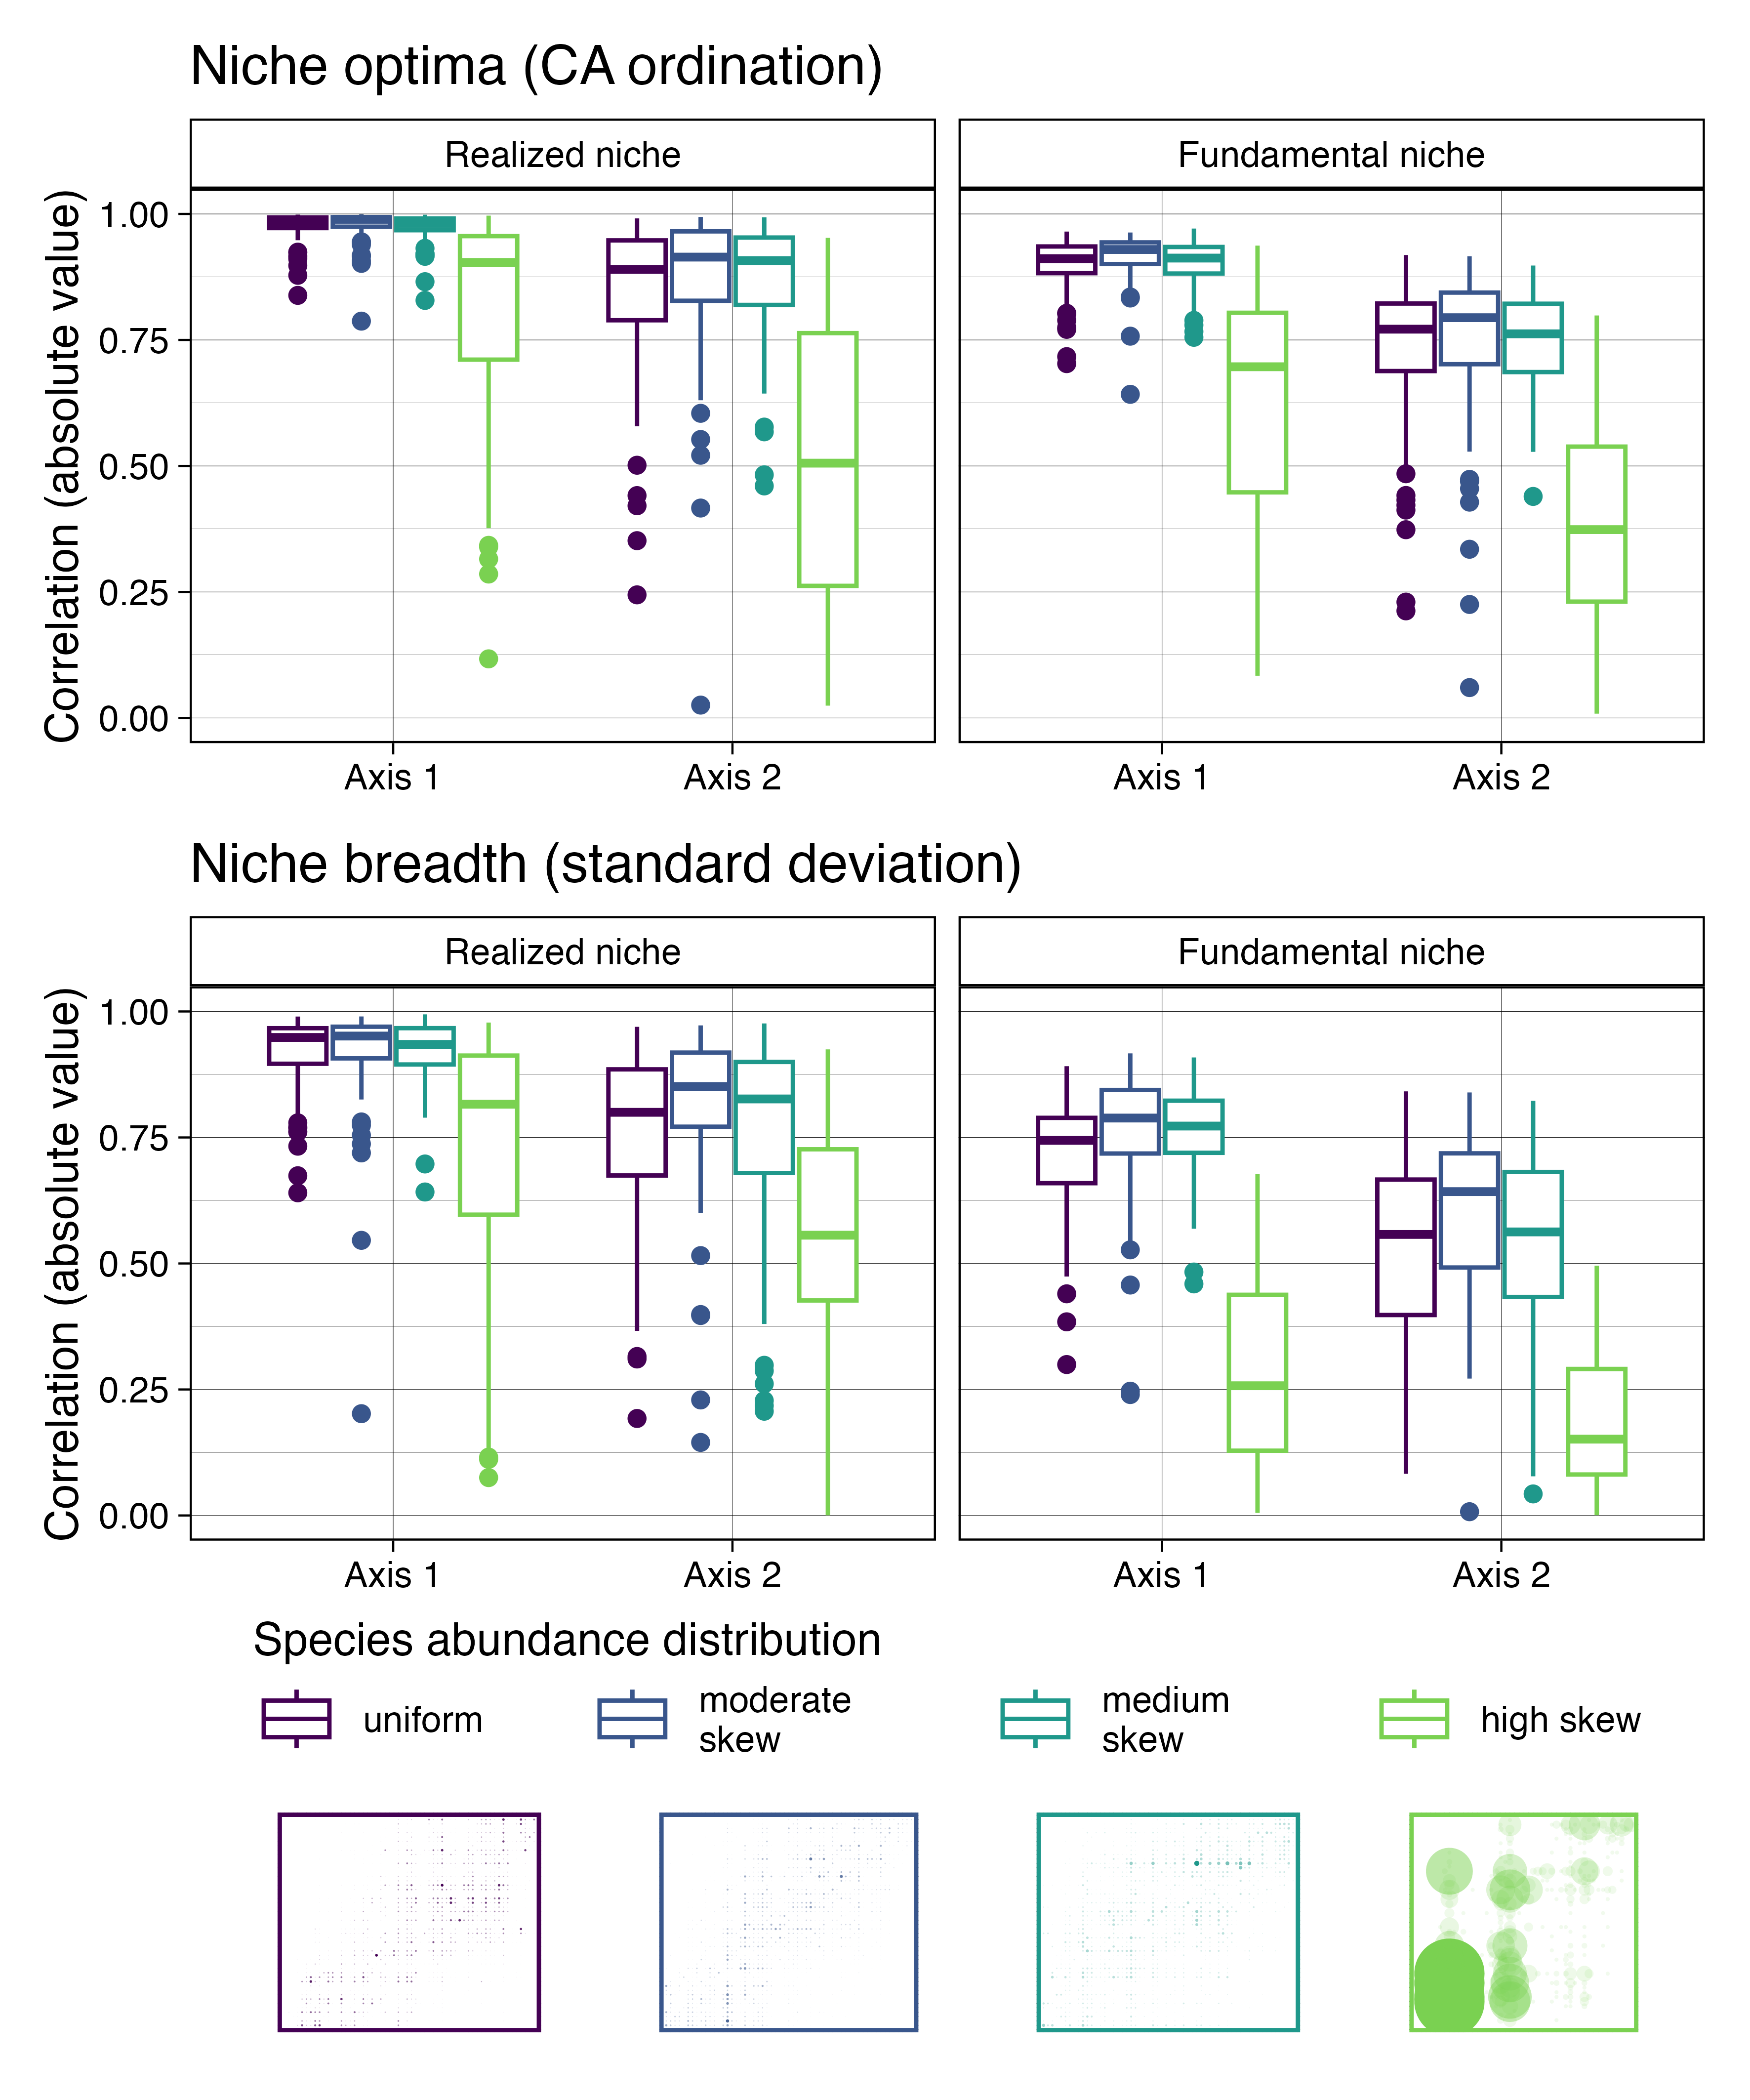 Niche optima (CA ordination)
Realized niche
Fundamental niche
Correlation (absolute value)
1.00
0.75
0.50
0.25
0.00
Axis 1
Axis 2
Axis 1
Axis 2
Niche breadth (standard deviation)
Realized niche
Fundamental niche
Correlation (absolute value)
1.00
0.75
0.50
0.25
0.00
Axis 1
Axis 2
Axis 1
Axis 2
Species abundance distribution
uniform
moderate
skew
medium
skew
high skew